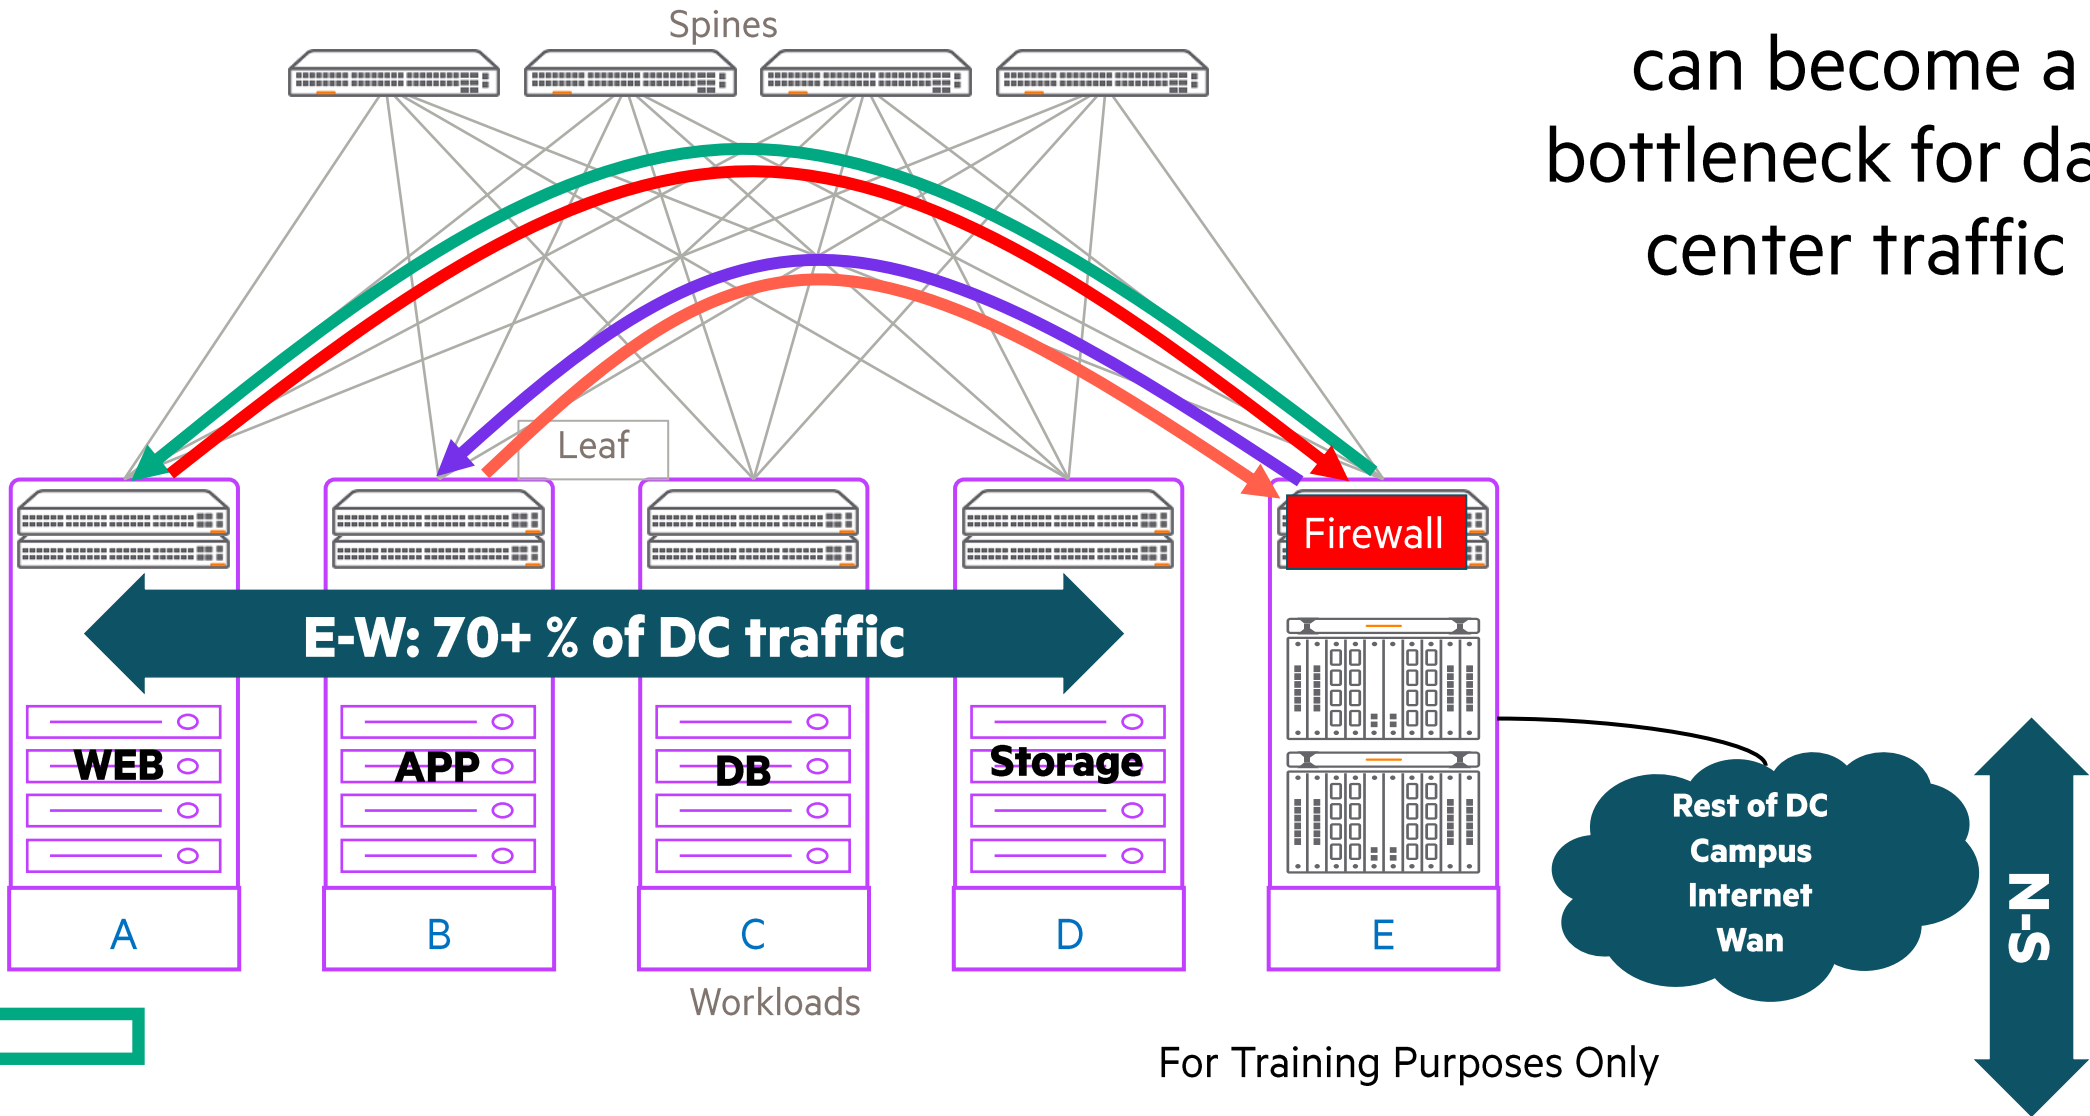 Spines
can become a
bottleneck for da
center traffic
Leaf
Firewall
E-W: 70+ % of DC traffic
WEB
APP
DB
Storage
Rest of DC
Campus
Internet
Wan
N-S
A
B
C
D
E
Workloads
For Training Purposes Only